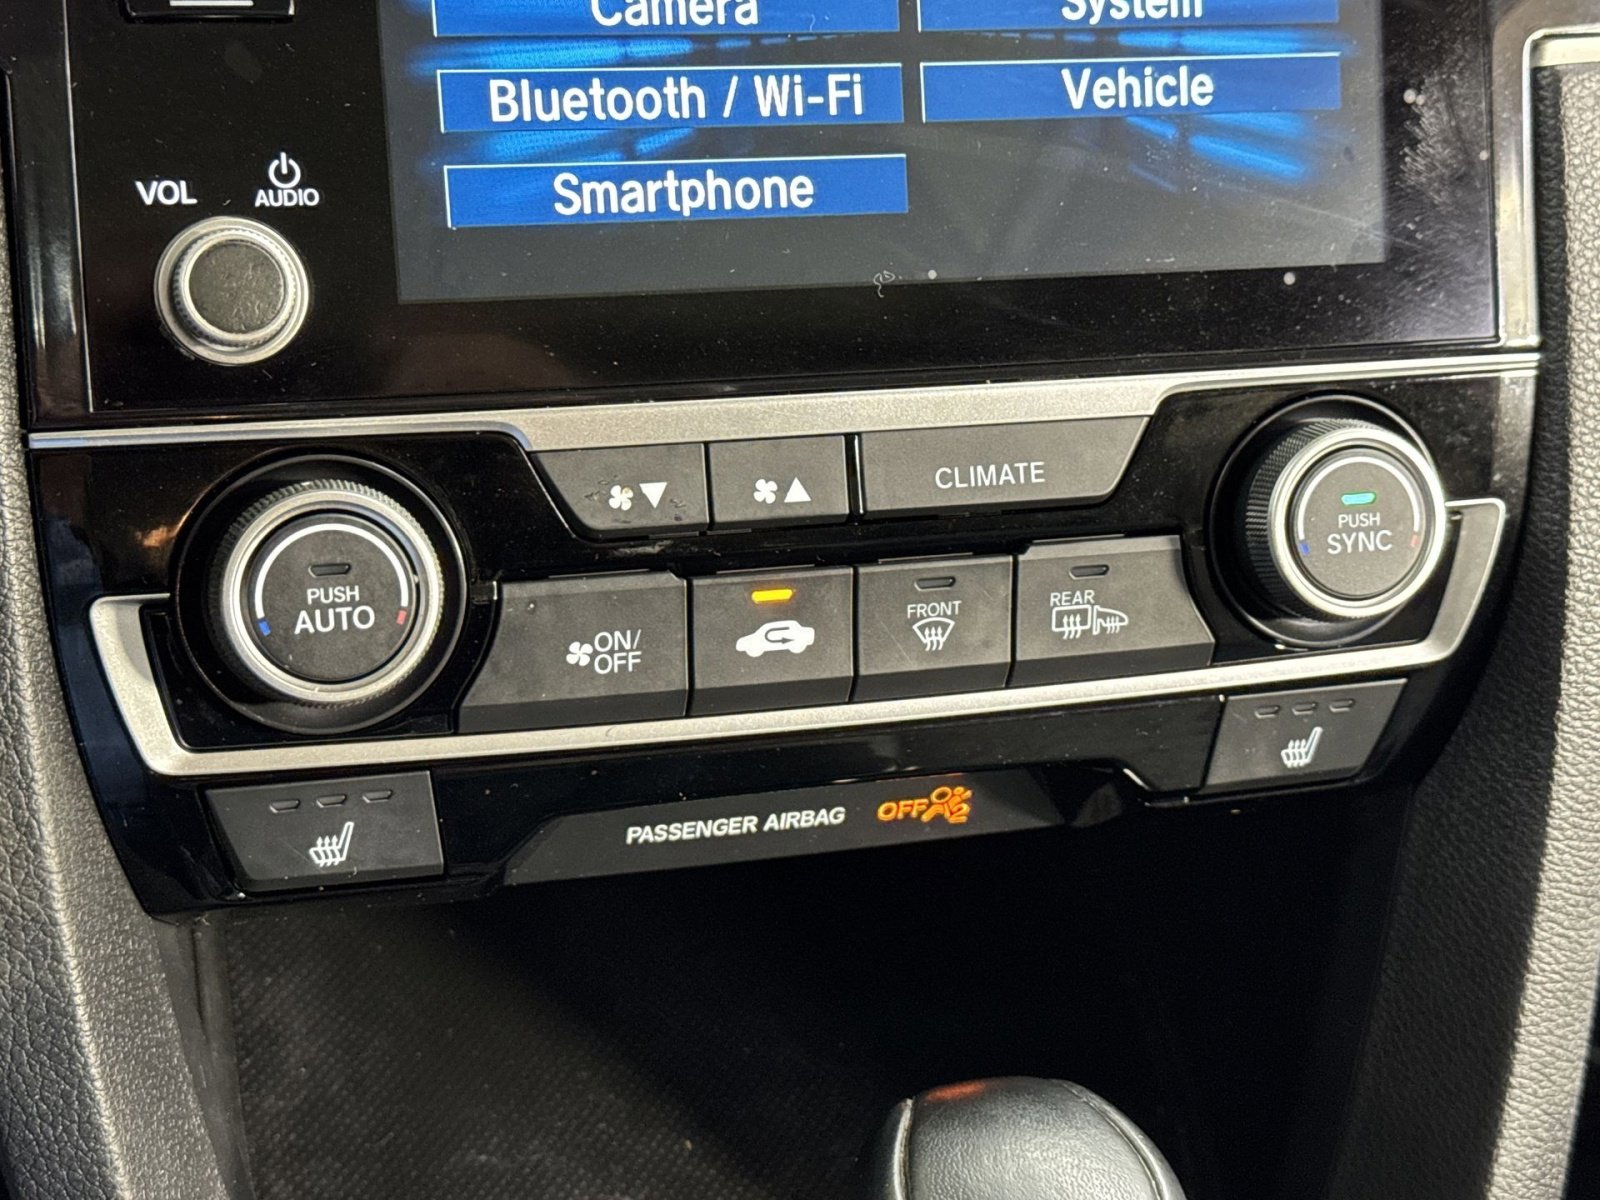 Camera
System
Bluetooth / Wi-Fi
Vehicle
Smartphone
VOL
AUDIO
CLIMATE
PUSH
AUTO
PUSH
SYNC
ON/
OFF
FRONT
REAR
PASSENGER AIRBAG
OFF
2